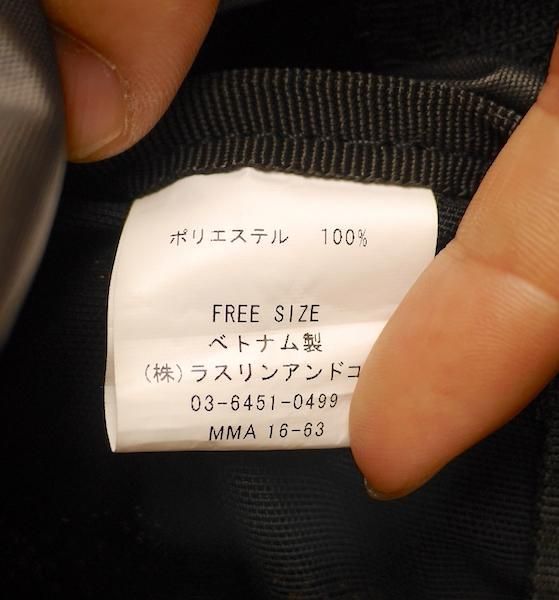 ポリエステル 100%
FREE SIZE
ベトナム製
(株)ラスリンアンドコ
03-6451-0499
MMA 16-63